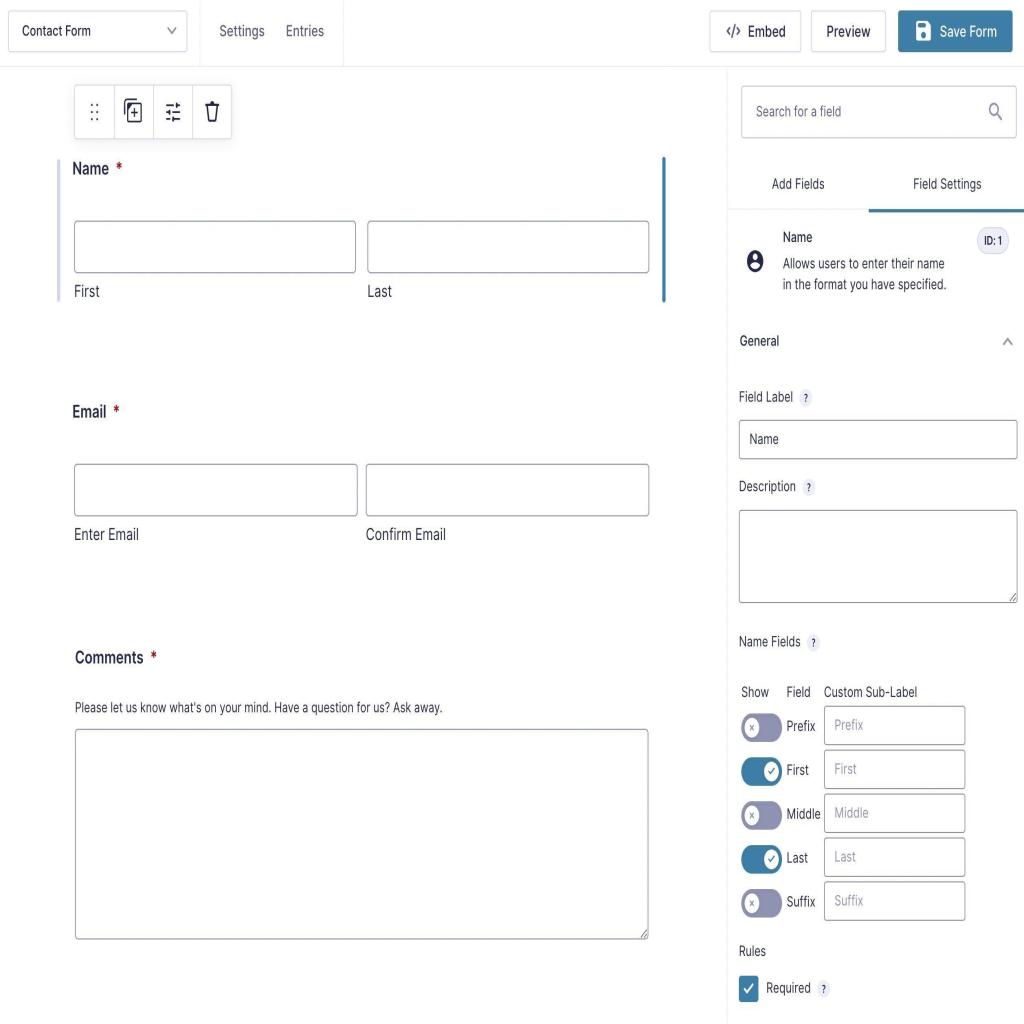 Contact Form
Settings
Entries
</> Embed
Preview
Save Form
Name *
First
Last
Email *
Enter Email
Confirm Email
Comments *
Please let us know what's on your mind. Have a question for us? Ask away.
Search for a field
Add Fields
Field Settings
Name
ID: 1
Allows users to enter their name
in the format you have specified.
General
Field Label ?
Name
Description ?
Name Fields ?
Show Field Custom Sub-Label
Prefix Prefix
First First
Middle Middle
Last Last
Suffix Suffix
Rules
Required ?